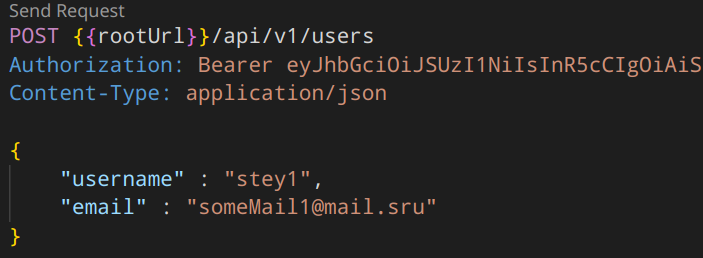 Send Request
POST {{rootUrl}}/api/v1/users
Authorization: Bearer eyJhbGciOiJSUzI1NiIsInR5cCIgOiAiS
Content-Type: application/json
{
"username" : "stey1",
"email" : "someMail1@mail.sru"
}